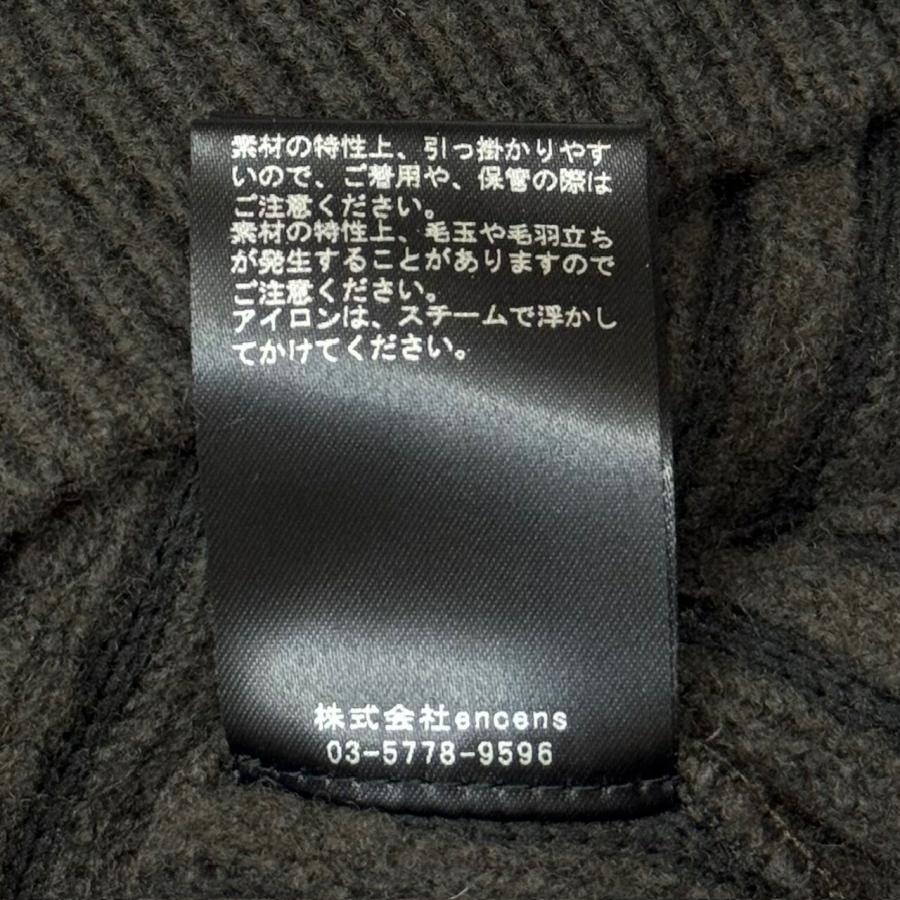 素材の特性上、引っ掛かりやす
いので、ご着用や、保管の際は
ご注意ください。
素材の特性上、毛玉や毛羽立ち
が発生することがありますので
ご注意ください。
アイロンは、スチームで浮かし
てかけてください。
株式会社encens
03-5778-9596